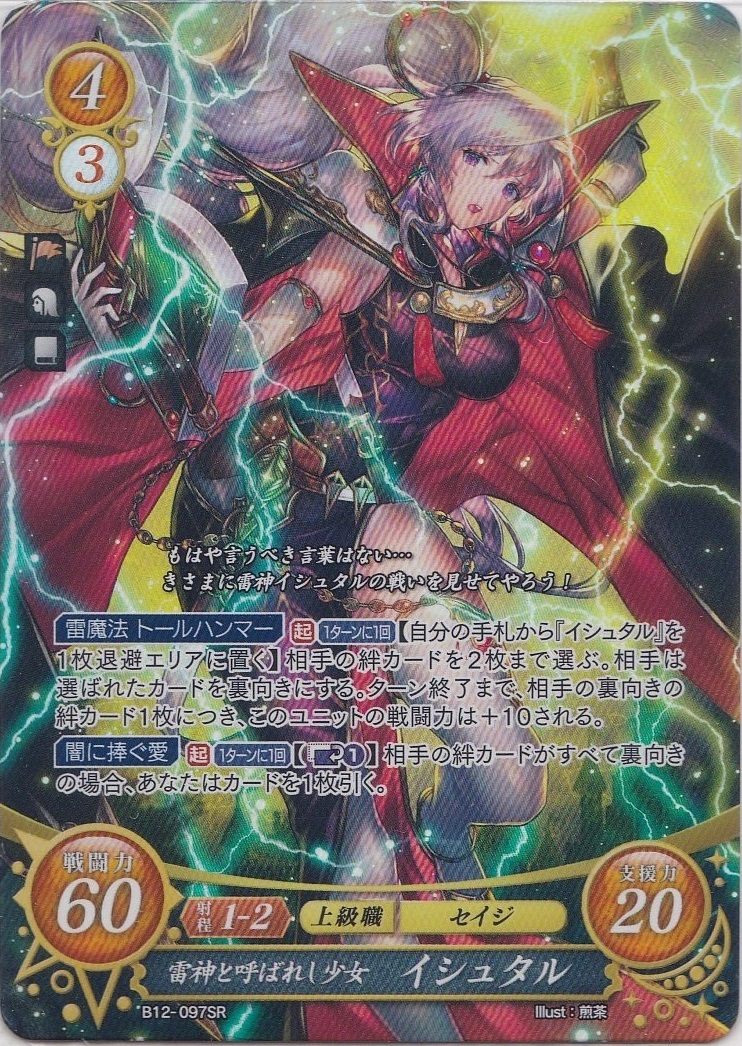 4
3
もはや言うべき言葉はない…
きさまに雷神イシュタルの戦いを見せてやろう！
雷魔法 トールハンマー 起 1ターンに1回【自分の手札から『イシュタル』を
1枚退避エリアに置く】相手の絆カードを2枚まで選ぶ。相手は
選ばれたカードを裏向きにする。ターン終了まで、相手の裏向きの
絆カード1枚につき、このユニットの戦闘力は＋10される。
闇に捧ぐ愛 起 1ターンに1回【1】相手の絆カードがすべて裏向き
の場合、あなたはカードを1枚引く。
戦闘力
60
射程 1-2 上級職 セイジ
支援力
20
雷神と呼ばれし少女 イシュタル
B12-097SR Illust：煎茶